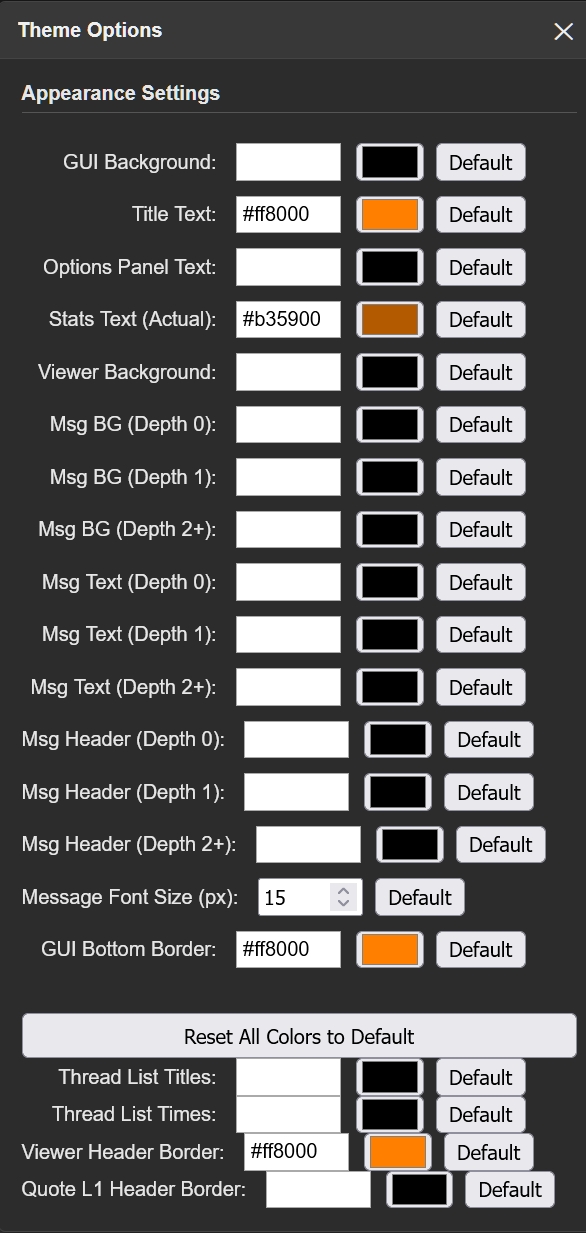 Theme Options
Appearance Settings
GUI Background: Default
Title Text: #ff8000 Default
Options Panel Text: Default
Stats Text (Actual): #b35900 Default
Viewer Background: Default
Msg BG (Depth 0): Default
Msg BG (Depth 1): Default
Msg BG (Depth 2+): Default
Msg Text (Depth 0): Default
Msg Text (Depth 1): Default
Msg Text (Depth 2+): Default
Msg Header (Depth 0): Default
Msg Header (Depth 1): Default
Msg Header (Depth 2+): Default
Message Font Size (px): 15 Default
GUI Bottom Border: #ff8000 Default
Reset All Colors to Default
Thread List Titles: Default
Thread List Times: Default
Viewer Header Border: #ff8000 Default
Quote L1 Header Border: Default